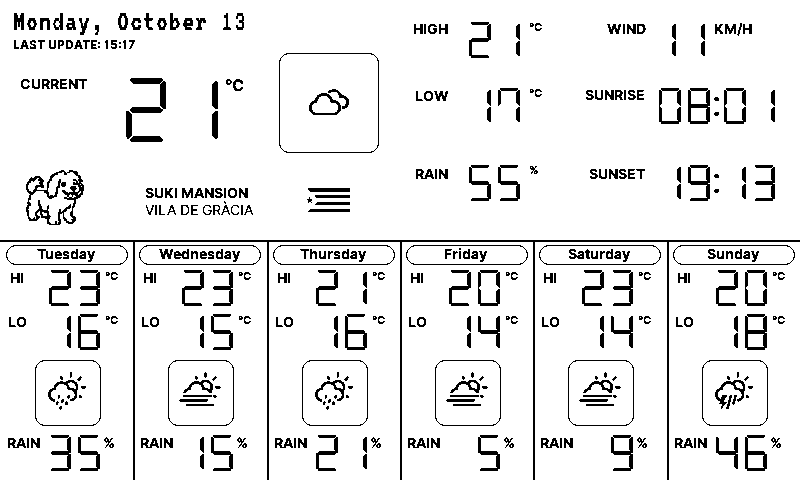 Monday, October 13
LAST UPDATE: 15:17
CURRENT 21 °C
SUKI MANSION
VILA DE GRÀCIA
HIGH 21 °C
LOW 17 °C
RAIN 55 %
WIND 11 KM/H
SUNRISE 08:01
SUNSET 19:13
Tuesday
HI 23 °C
LO 16 °C
RAIN 35 %
Wednesday
HI 23 °C
LO 15 °C
RAIN 15 %
Thursday
HI 21 °C
LO 16 °C
RAIN 21 %
Friday
HI 20 °C
LO 14 °C
RAIN 5 %
Saturday
HI 23 °C
LO 14 °C
RAIN 9 %
Sunday
HI 20 °C
LO 18 °C
RAIN 46 %